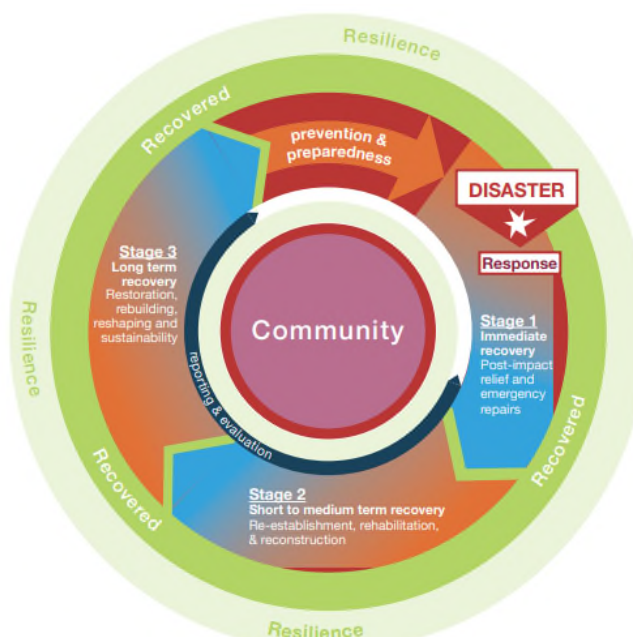 Resilience
Recovered
prevention &
preparedness
DISASTER
Response
Stage 1
Immediate
recovery
Post-impact
relief and
emergency
repairs
Recovered
Stage 2
Short to medium term recovery
Re-establishment, rehabilitation,
& reconstruction
Recovered
Stage 3
Long term
recovery
Restoration,
rebuilding,
reshaping and
sustainability
reporting & evaluation
Community
Resilience
Resilience